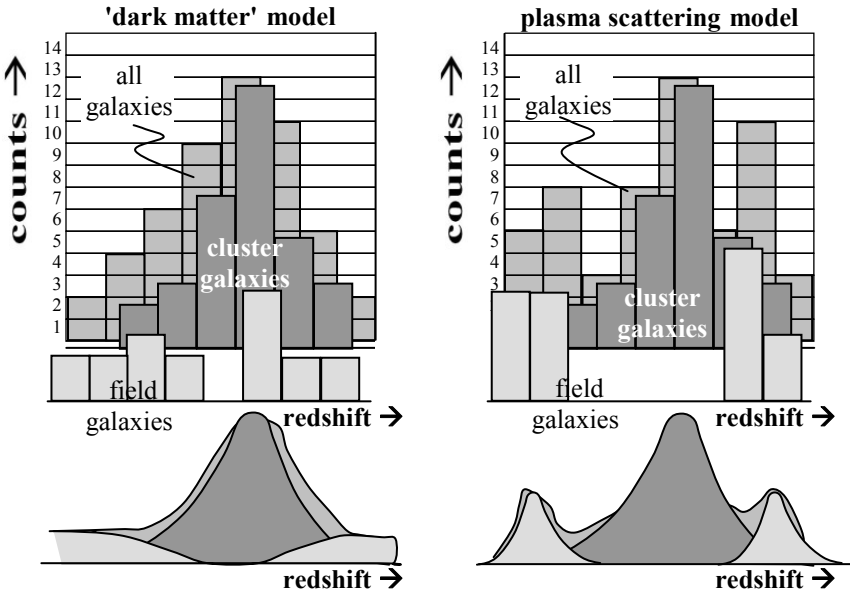 'dark matter' model
14
13
12
11
10
9
8
7
6
5
4
3
2
1
counts →
all
galaxies
cluster
galaxies
field
galaxies
redshift →
redshift →
plasma scattering model
14
13
12
11
10
9
8
7
6
5
4
3
counts →
all
galaxies
cluster
galaxies
field
galaxies
redshift →
redshift →